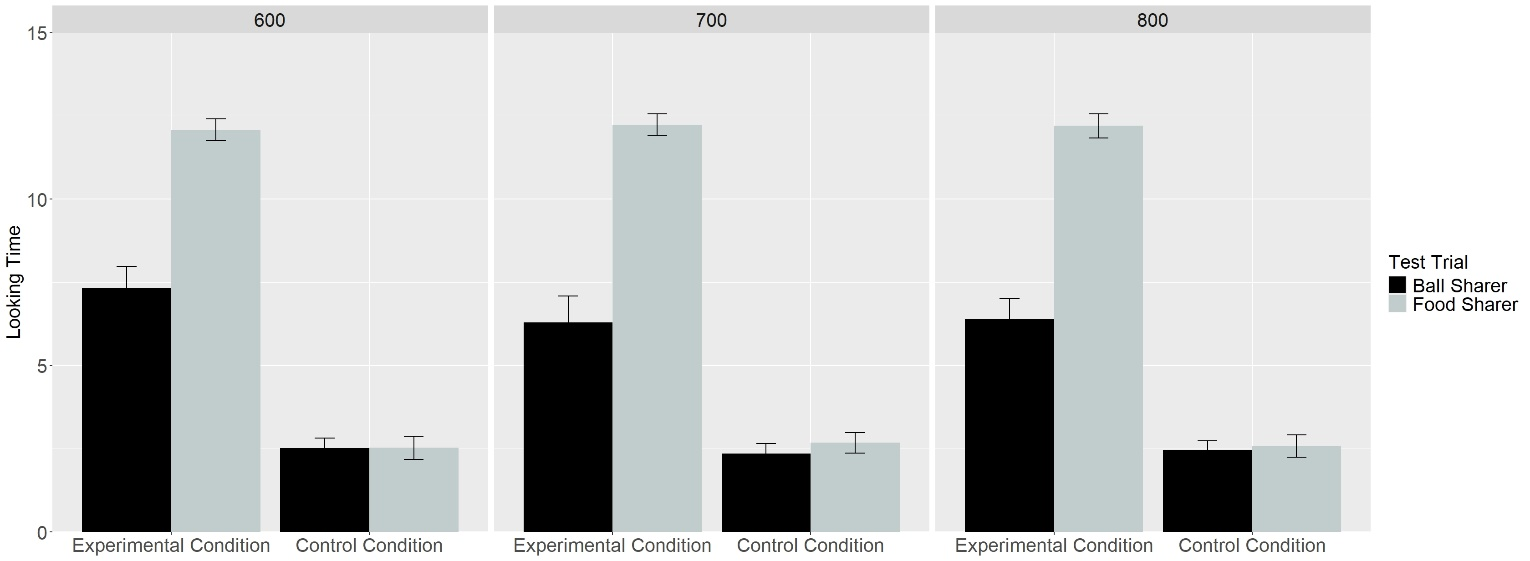 600 700 800
15
10
5
0
Looking Time
Experimental Condition Control Condition Experimental Condition Control Condition Experimental Condition Control Condition
Test Trial
Ball Sharer
Food Sharer